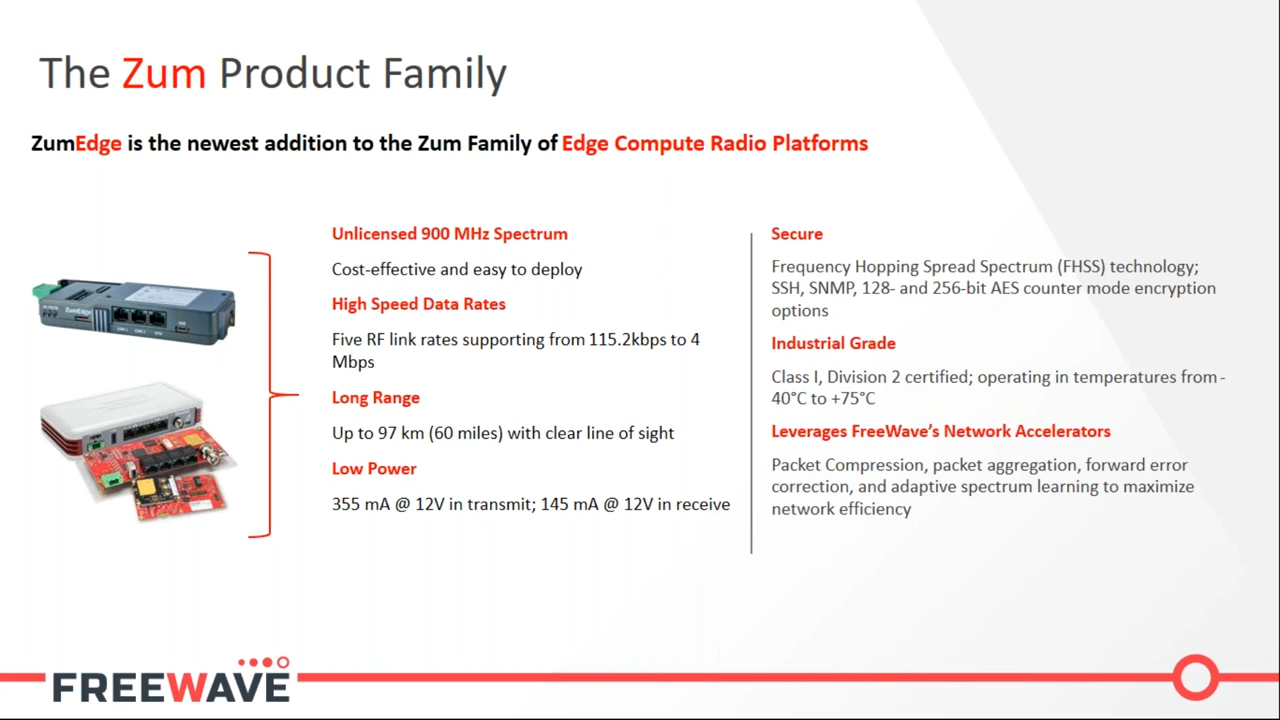 The Zum Product Family
ZumEdge is the newest addition to the Zum Family of Edge Compute Radio Platforms
Unlicensed 900 MHz Spectrum
Cost-effective and easy to deploy
High Speed Data Rates
Five RF link rates supporting from 115.2kbps to 4
Mbps
Long Range
Up to 97 km (60 miles) with clear line of sight
Low Power
355 mA @ 12V in transmit; 145 mA @ 12V in receive
Secure
Frequency Hopping Spread Spectrum (FHSS) technology;
SSH, SNMP, 128- and 256-bit AES counter mode encryption
options
Industrial Grade
Class I, Division 2 certified; operating in temperatures from -
40°C to +75°C
Leverages FreeWave’s Network Accelerators
Packet Compression, packet aggregation, forward error
correction, and adaptive spectrum learning to maximize
network efficiency
ZumEdge
FREEWAVE